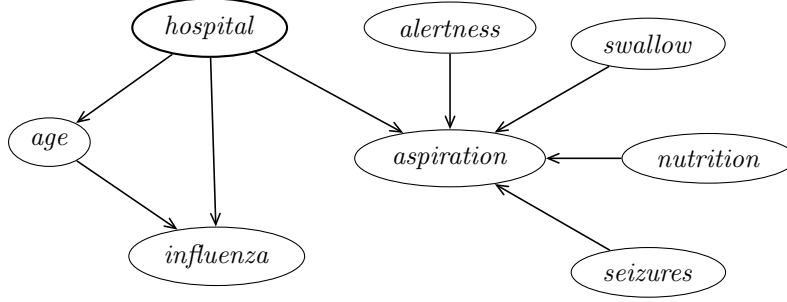 hospital
alertness
swallow
age
aspiration
nutrition
influenza
seizures